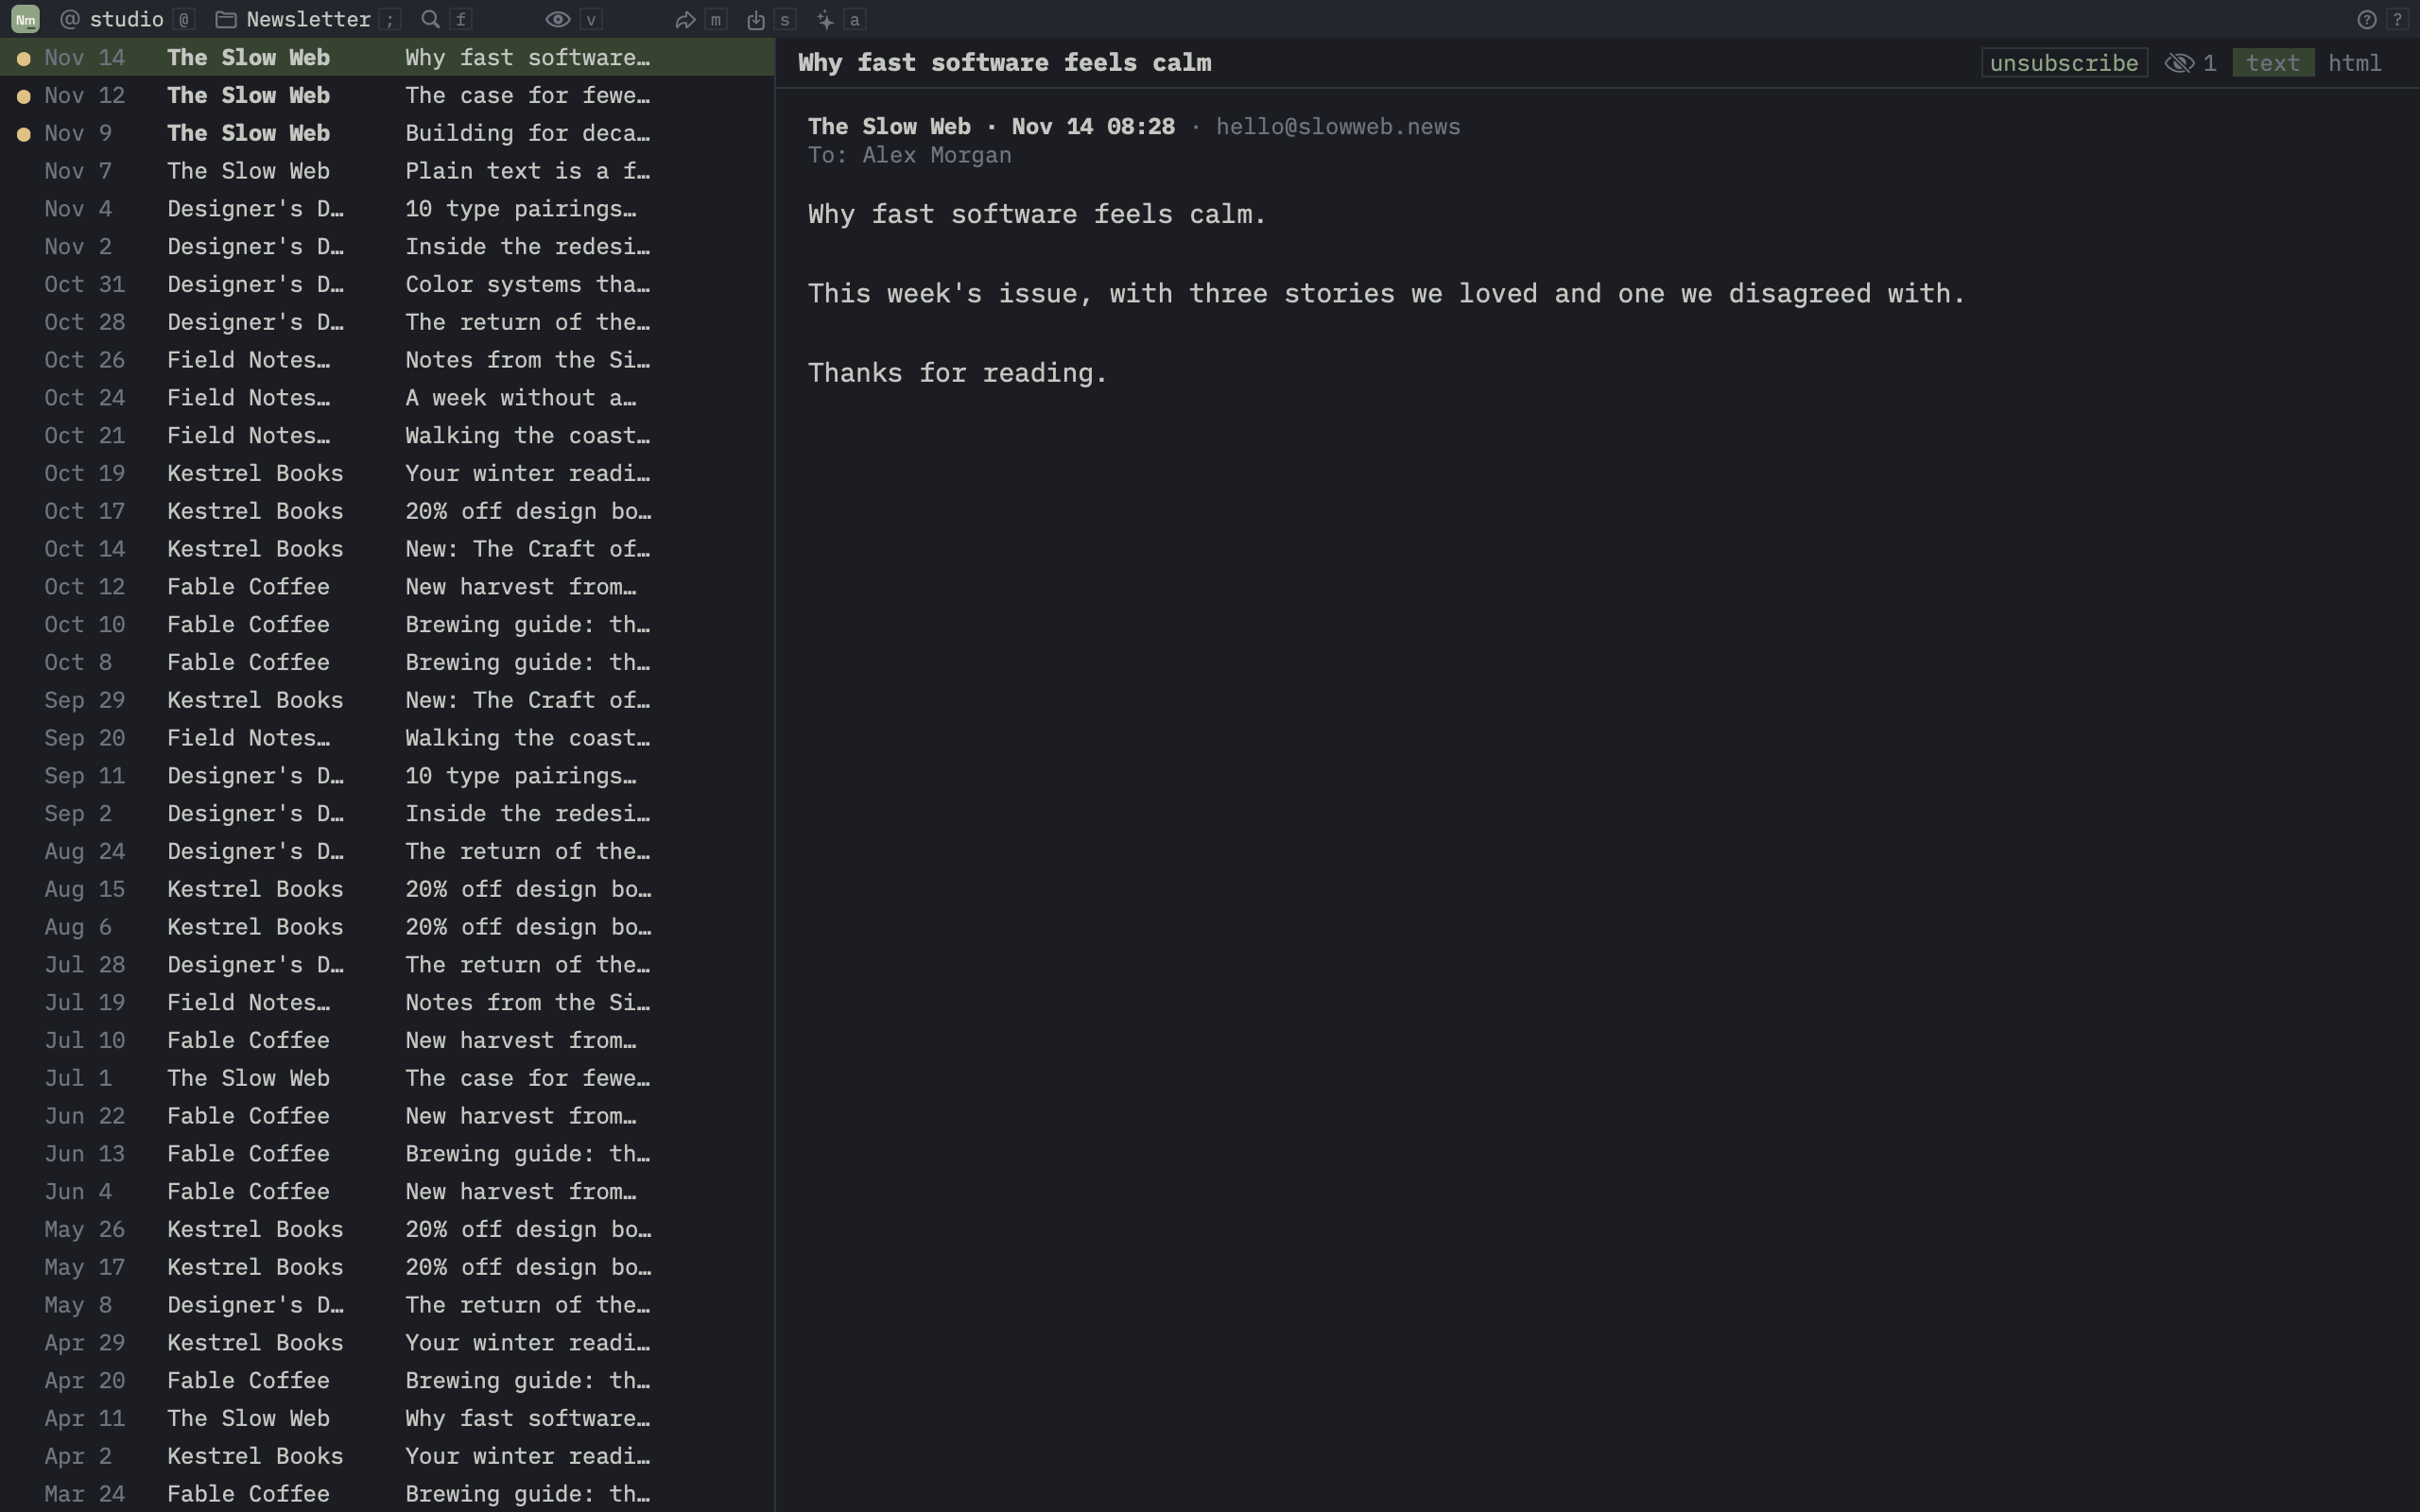 Nm @ studio @ Newsletter ; f v m s a ? ?
Nov 14 The Slow Web Why fast software…
Nov 12 The Slow Web The case for fewe…
Nov 9 The Slow Web Building for deca…
Nov 7 The Slow Web Plain text is a f…
Nov 4 Designer's D… 10 type pairings…
Nov 2 Designer's D… Inside the redesi…
Oct 31 Designer's D… Color systems tha…
Oct 28 Designer's D… The return of the…
Oct 26 Field Notes… Notes from the Si…
Oct 24 Field Notes… A week without a…
Oct 21 Field Notes… Walking the coast…
Oct 19 Kestrel Books Your winter readi…
Oct 17 Kestrel Books 20% off design bo…
Oct 14 Kestrel Books New: The Craft of…
Oct 12 Fable Coffee New harvest from…
Oct 10 Fable Coffee Brewing guide: th…
Oct 8 Fable Coffee Brewing guide: th…
Sep 29 Kestrel Books New: The Craft of…
Sep 20 Field Notes… Walking the coast…
Sep 11 Designer's D… 10 type pairings…
Sep 2 Designer's D… Inside the redesi…
Aug 24 Designer's D… The return of the…
Aug 15 Kestrel Books 20% off design bo…
Aug 6 Kestrel Books 20% off design bo…
Jul 28 Designer's D… The return of the…
Jul 19 Field Notes… Notes from the Si…
Jul 10 Fable Coffee New harvest from…
Jul 1 The Slow Web The case for fewe…
Jun 22 Fable Coffee New harvest from…
Jun 13 Fable Coffee Brewing guide: th…
Jun 4 Fable Coffee New harvest from…
May 26 Kestrel Books 20% off design bo…
May 17 Kestrel Books 20% off design bo…
May 8 Designer's D… The return of the…
Apr 29 Kestrel Books Your winter readi…
Apr 20 Fable Coffee Brewing guide: th…
Apr 11 The Slow Web Why fast software…
Apr 2 Kestrel Books Your winter readi…
Mar 24 Fable Coffee Brewing guide: th…
Why fast software feels calm unsubscribe 1 text html
The Slow Web · Nov 14 08:28 · hello@slowweb.news
To: Alex Morgan
Why fast software feels calm.
This week's issue, with three stories we loved and one we disagreed with.
Thanks for reading.